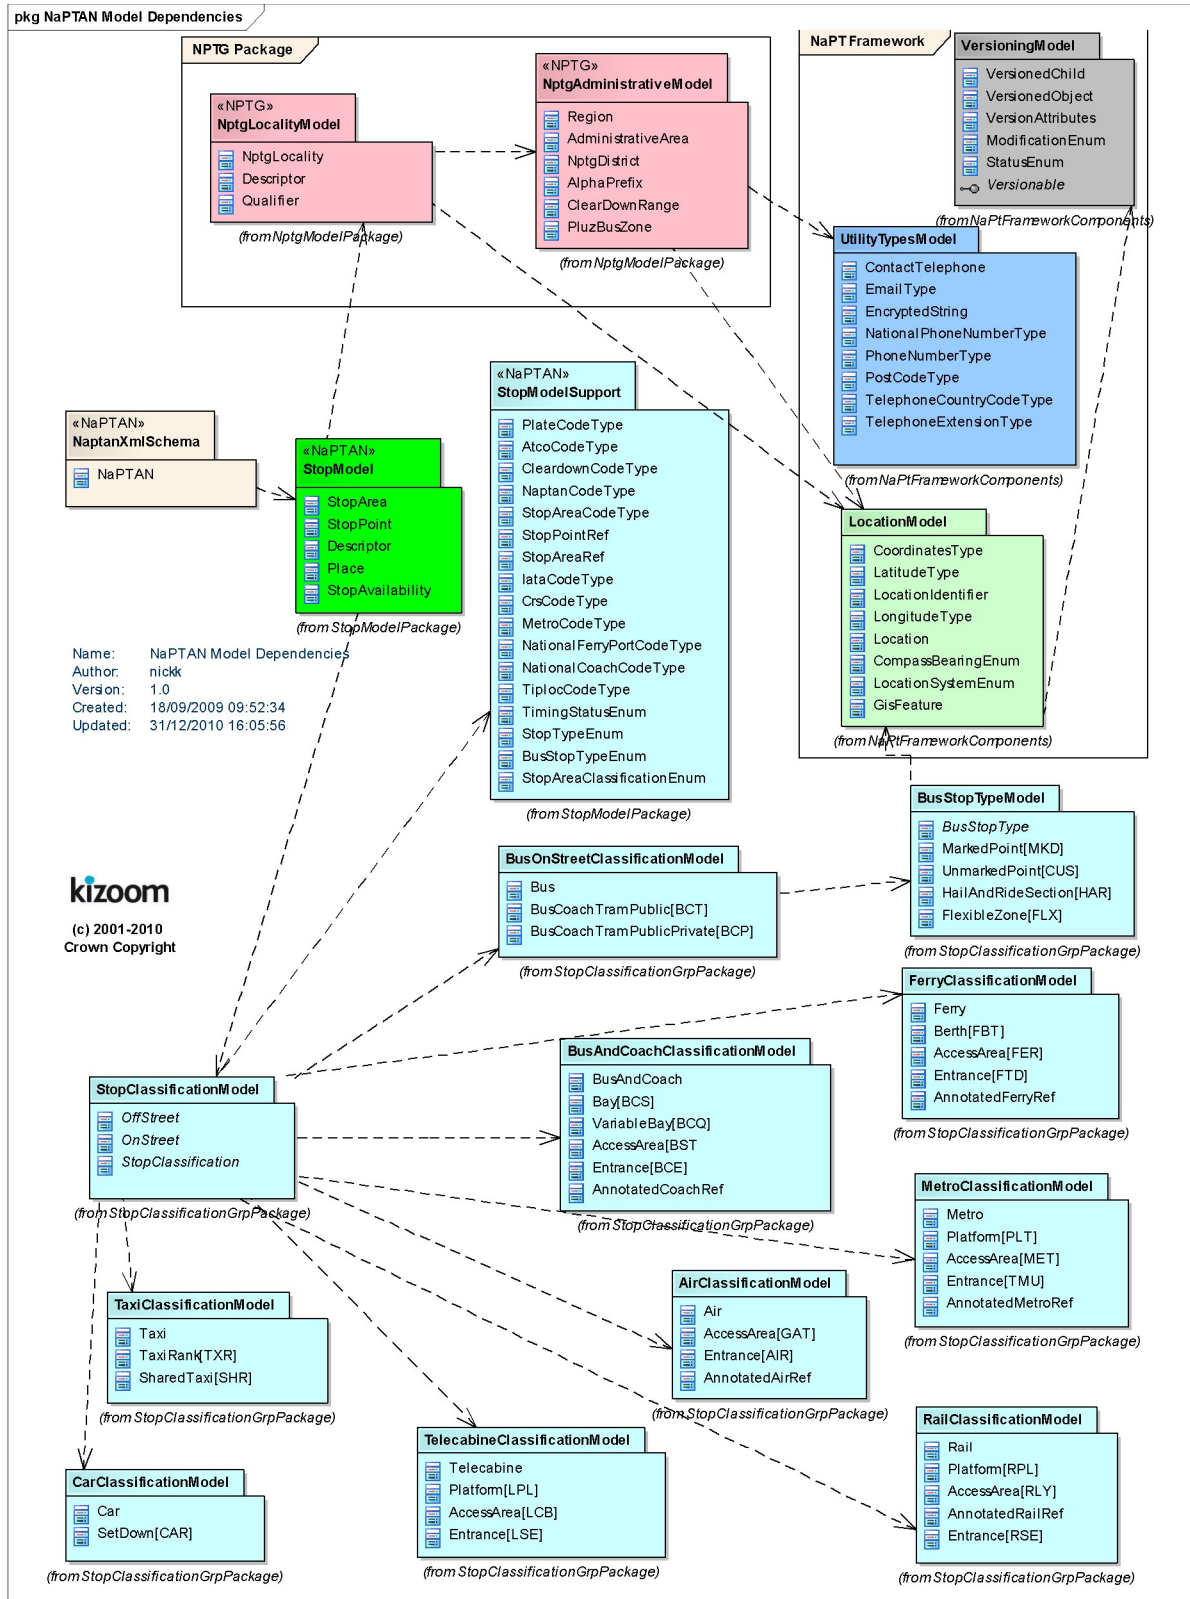 pkg NaPTAN Model Dependencies
NPTG Package
«NPTG»
NptgLocalityModel
NptgLocality
Descriptor
Qualifier
(from NptgModelPackage)
«NPTG»
NptgAdministrativeModel
Region
AdministrativeArea
NptgDistrict
AlphaPrefix
ClearDownRange
PluzBusZone
(from NptgModelPackage)
NaPTFramework
VersioningModel
VersionedChild
VersionedObject
VersionAttributes
ModificationEnum
StatusEnum
Versionable
(from NaPtFrameworkComponents)
UtilityTypesModel
ContactTelephone
EmailType
EncryptedString
NationalPhoneNumberType
PhoneNumberType
PostCodeType
TelephoneCountryCodeType
TelephoneExtensionType
(from NaPtFrameworkComponents)
«NaPTAN»
NaptanXmlSchema
NaPTAN
«NaPTAN»
StopModel
StopArea
StopPoint
Descriptor
Place
StopAvailability
(from StopModelPackage)
«NaPTAN»
StopModelSupport
PlateCodeType
AtcoCodeType
CleardownCodeType
NaptanCodeType
StopAreaCodeType
StopPointRef
StopAreaRef
IataCodeType
CrsCodeType
MetroCodeType
NationalFerryPortCodeType
NationalCoachCodeType
TiplocCodeType
TimingStatusEnum
StopTypeEnum
BusStopTypeEnum
StopAreaClassificationEnum
(from StopModelPackage)
LocationModel
CoordinatesType
LatitudeType
LocationIdentifier
LongitudeType
Location
CompassBearingEnum
LocationSystemEnum
GisFeature
(from NaPtFrameworkComponents)
Name: NaPTAN Model Dependencies
Author: nickk
Version: 1.0
Created: 18/09/2009 09:52:34
Updated: 31/12/2010 16:05:56
kizoom
(c) 2001-2010
Crown Copyright
BusStopTypeModel
BusStopType
MarkedPoint[MKD]
UnmarkedPoint[CUS]
HailAndRideSection[HAR]
FlexibleZone[FLX]
(from StopClassificationGrpPackage)
BusOnStreetClassificationModel
Bus
BusCoachTramPublic[BCT]
BusCoachTramPublicPrivate[BCP]
(from StopClassificationGrpPackage)
FerryClassificationModel
Ferry
Berth[FBT]
AccessArea[FER]
Entrance[FTD]
AnnotatedFerryRef
(from StopClassificationGrpPackage)
BusAndCoachClassificationModel
BusAndCoach
Bay[BCS]
VariableBay[BCQ]
AccessArea[BST
Entrance[BCE]
AnnotatedCoachRef
(from StopClassificationGrpPackage)
StopClassificationModel
OffStreet
OnStreet
StopClassification
(from StopClassificationGrpPackage)
MetroClassificationModel
Metro
Platform[PLT]
AccessArea[MET]
Entrance[TMU]
AnnotatedMetroRef
(from StopClassificationGrpPackage)
AirClassificationModel
Air
AccessArea[GAT]
Entrance[AIR]
AnnotatedAirRef
(from StopClassificationGrpPackage)
TaxiClassificationModel
Taxi
TaxiRank[TXR]
SharedTaxi[SHR]
(from StopClassificationGrpPackage)
RailClassificationModel
Rail
Platform[RPL]
AccessArea[RLY]
AnnotatedRailRef
Entrance[RSE]
(from StopClassificationGrpPackage)
TelecabineClassificationModel
Telecabine
Platform[LPL]
AccessArea[LCB]
Entrance[LSE]
(from StopClassificationGrpPackage)
CarClassificationModel
Car
SetDown[CAR]
(from StopClassificationGrpPackage)